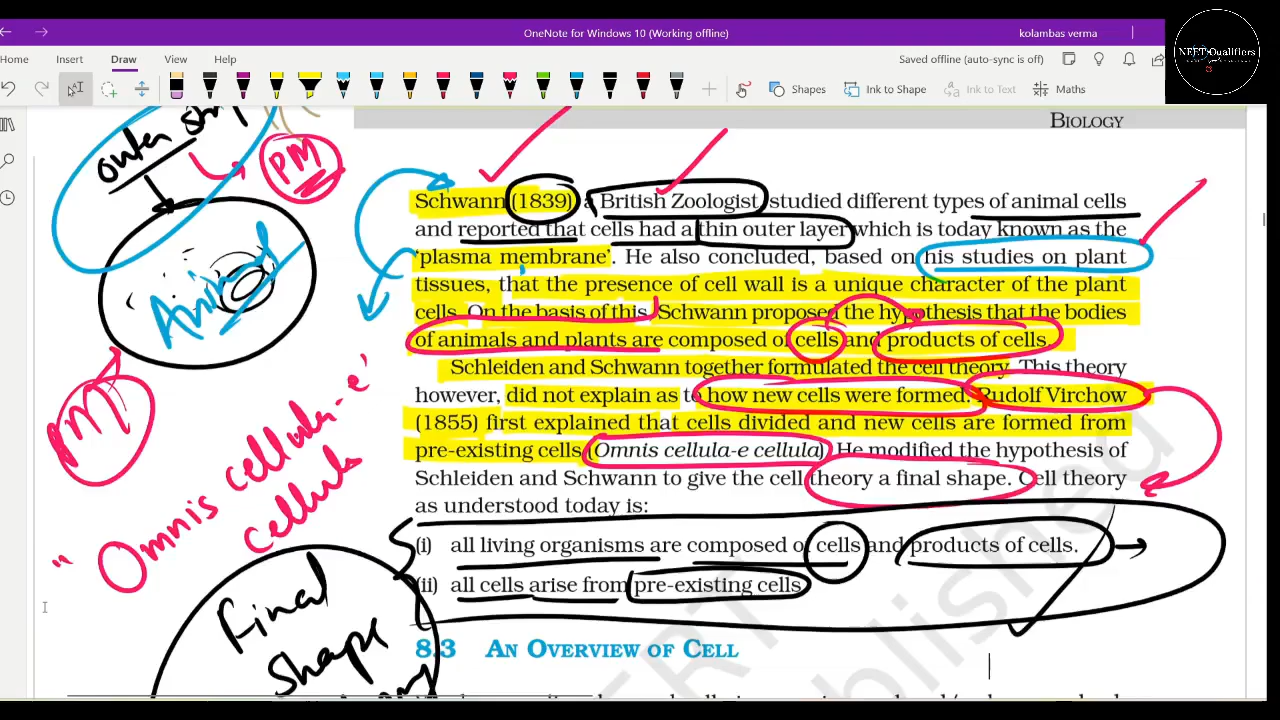 OneNote for Windows 10 (Working offline)
kolambas verma
NEET Qualifiers
Home Insert Draw View Help
Saved offline (auto-sync is off)
Shapes Ink to Shape Ink to Text Maths
BIOLOGY
outer
PM
Animal
PM
Schwann (1839) a British Zoologist, studied different types of animal cells
and reported that cells had a thin outer layer which is today known as the
‘plasma membrane’. He also concluded, based on his studies on plant
tissues, that the presence of cell wall is a unique character of the plant
cells. On the basis of this, Schwann proposed the hypothesis that the bodies
of animals and plants are composed of cells and products of cells.
Schleiden and Schwann together formulated the cell theory. This theory
however, did not explain as to how new cells were formed. Rudolf Virchow
(1855) first explained that cells divided and new cells are formed from
pre-existing cells (Omnis cellula-e cellula). He modified the hypothesis of
Schleiden and Schwann to give the cell theory a final shape. Cell theory
as understood today is:
(i) all living organisms are composed of cells and products of cells.
(ii) all cells arise from pre-existing cells.
"Omnis cellula-e'
cellula
Final
Shape
8.3 AN OVERVIEW OF CELL